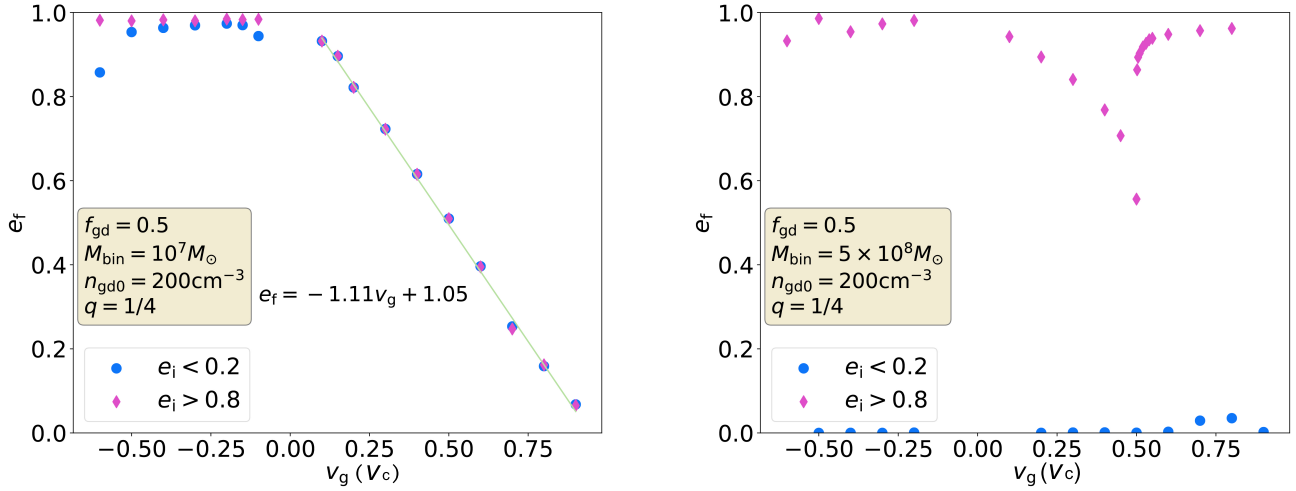 1.0
0.8
0.6
0.4
0.2
0.0
e_f
f_gd = 0.5
M_bin = 10^7 M_⊙
n_gd0 = 200cm^−3
q = 1/4
e_f = −1.11v_g + 1.05
e_i < 0.2
e_i > 0.8
−0.50 −0.25 0.00 0.25 0.50 0.75
v_g (v_c)
1.0
0.8
0.6
0.4
0.2
0.0
e_f
f_gd = 0.5
M_bin = 5 × 10^8 M_⊙
n_gd0 = 200cm^−3
q = 1/4
e_i < 0.2
e_i > 0.8
−0.50 −0.25 0.00 0.25 0.50 0.75
v_g (v_c)